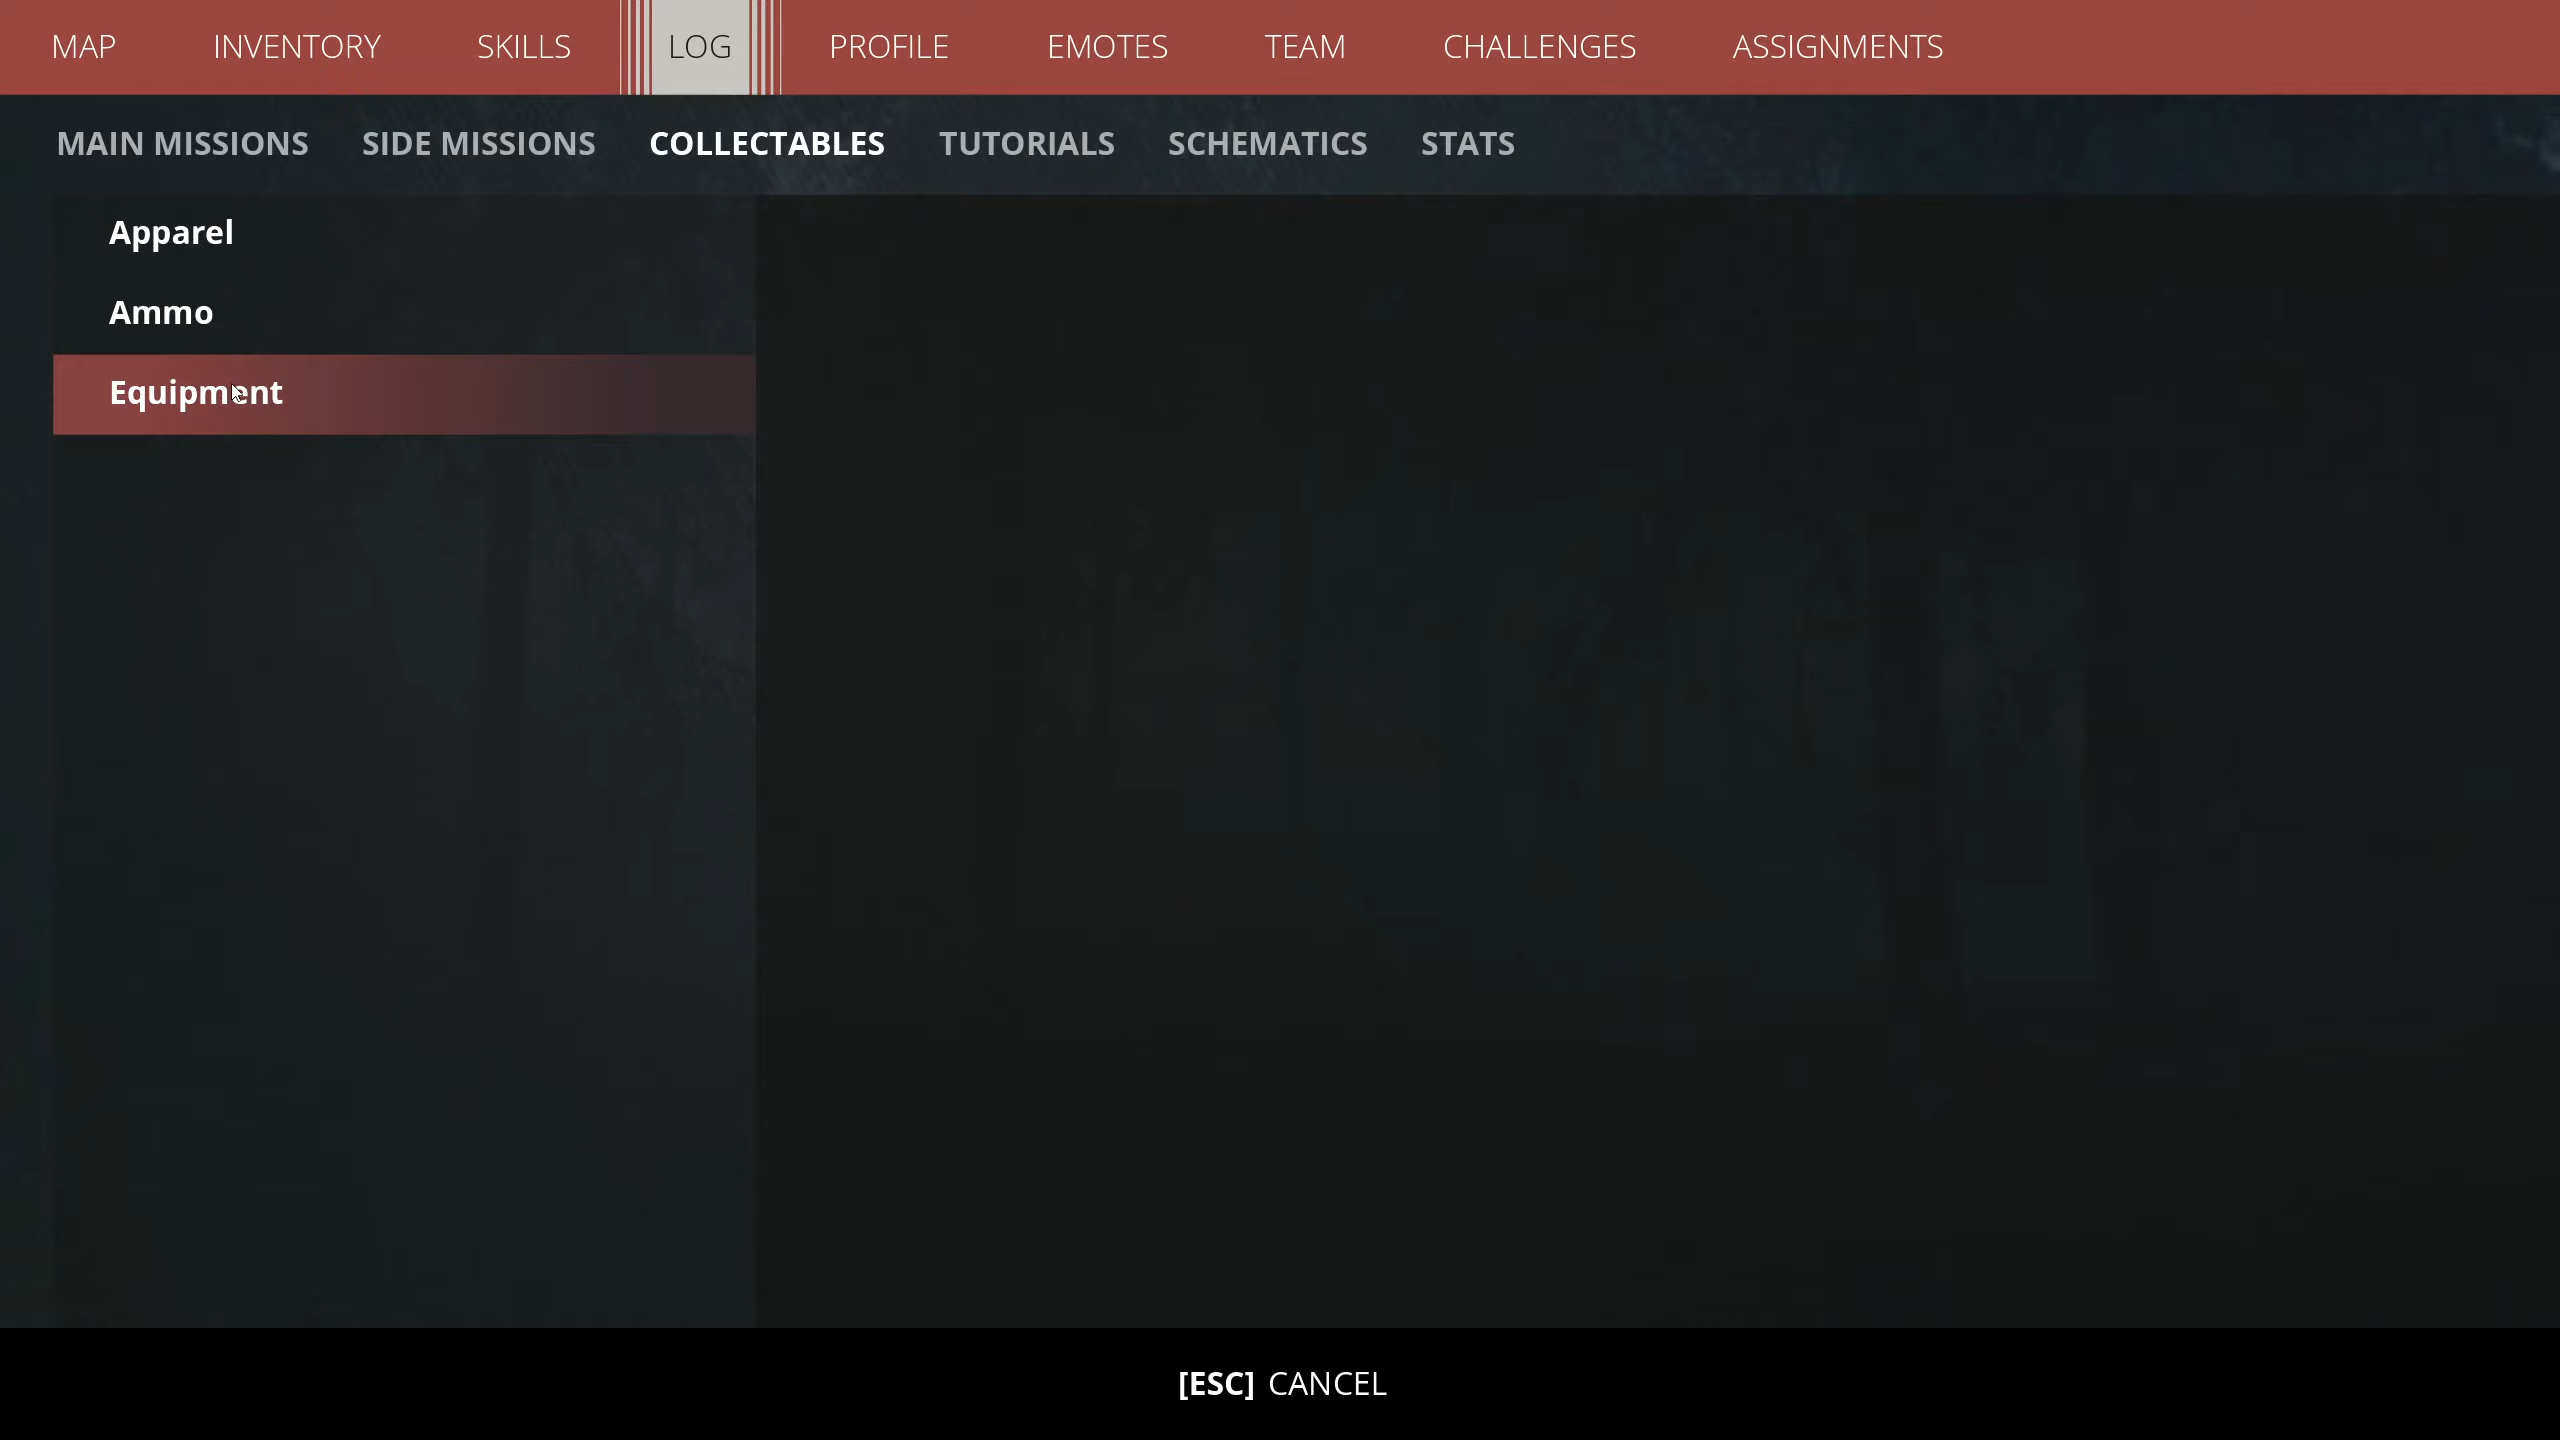 MAP INVENTORY SKILLS LOG PROFILE EMOTES TEAM CHALLENGES ASSIGNMENTS
MAIN MISSIONS SIDE MISSIONS COLLECTABLES TUTORIALS SCHEMATICS STATS
Apparel
Ammo
Equipment
[ESC] CANCEL